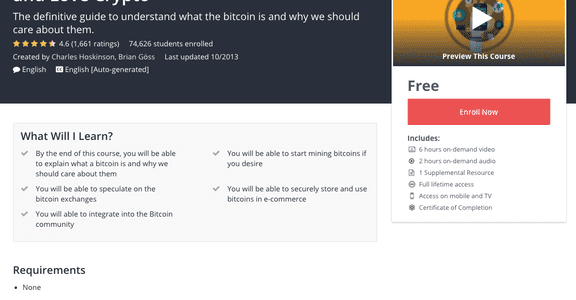 and Love Crypto
The definitive guide to understand what the bitcoin is and why we should
care about them.
4.6 (1,661 ratings) 74,626 students enrolled
Created by Charles Hoskinson, Brian Göss Last updated 10/2013
English English [Auto-generated]
Preview This Course
Free
Enroll Now
Includes:
6 hours on-demand video
2 hours on-demand audio
1 Supplemental Resource
Full lifetime access
Access on mobile and TV
Certificate of Completion
What Will I Learn?
By the end of this course, you will be able
to explain what a bitcoin is and why we
should care about them
You will be able to speculate on the
bitcoin exchanges
You will able to integrate into the Bitcoin
community
You will be able to start mining bitcoins if
you desire
You will be able to securely store and use
bitcoins in e-commerce
Requirements
• None